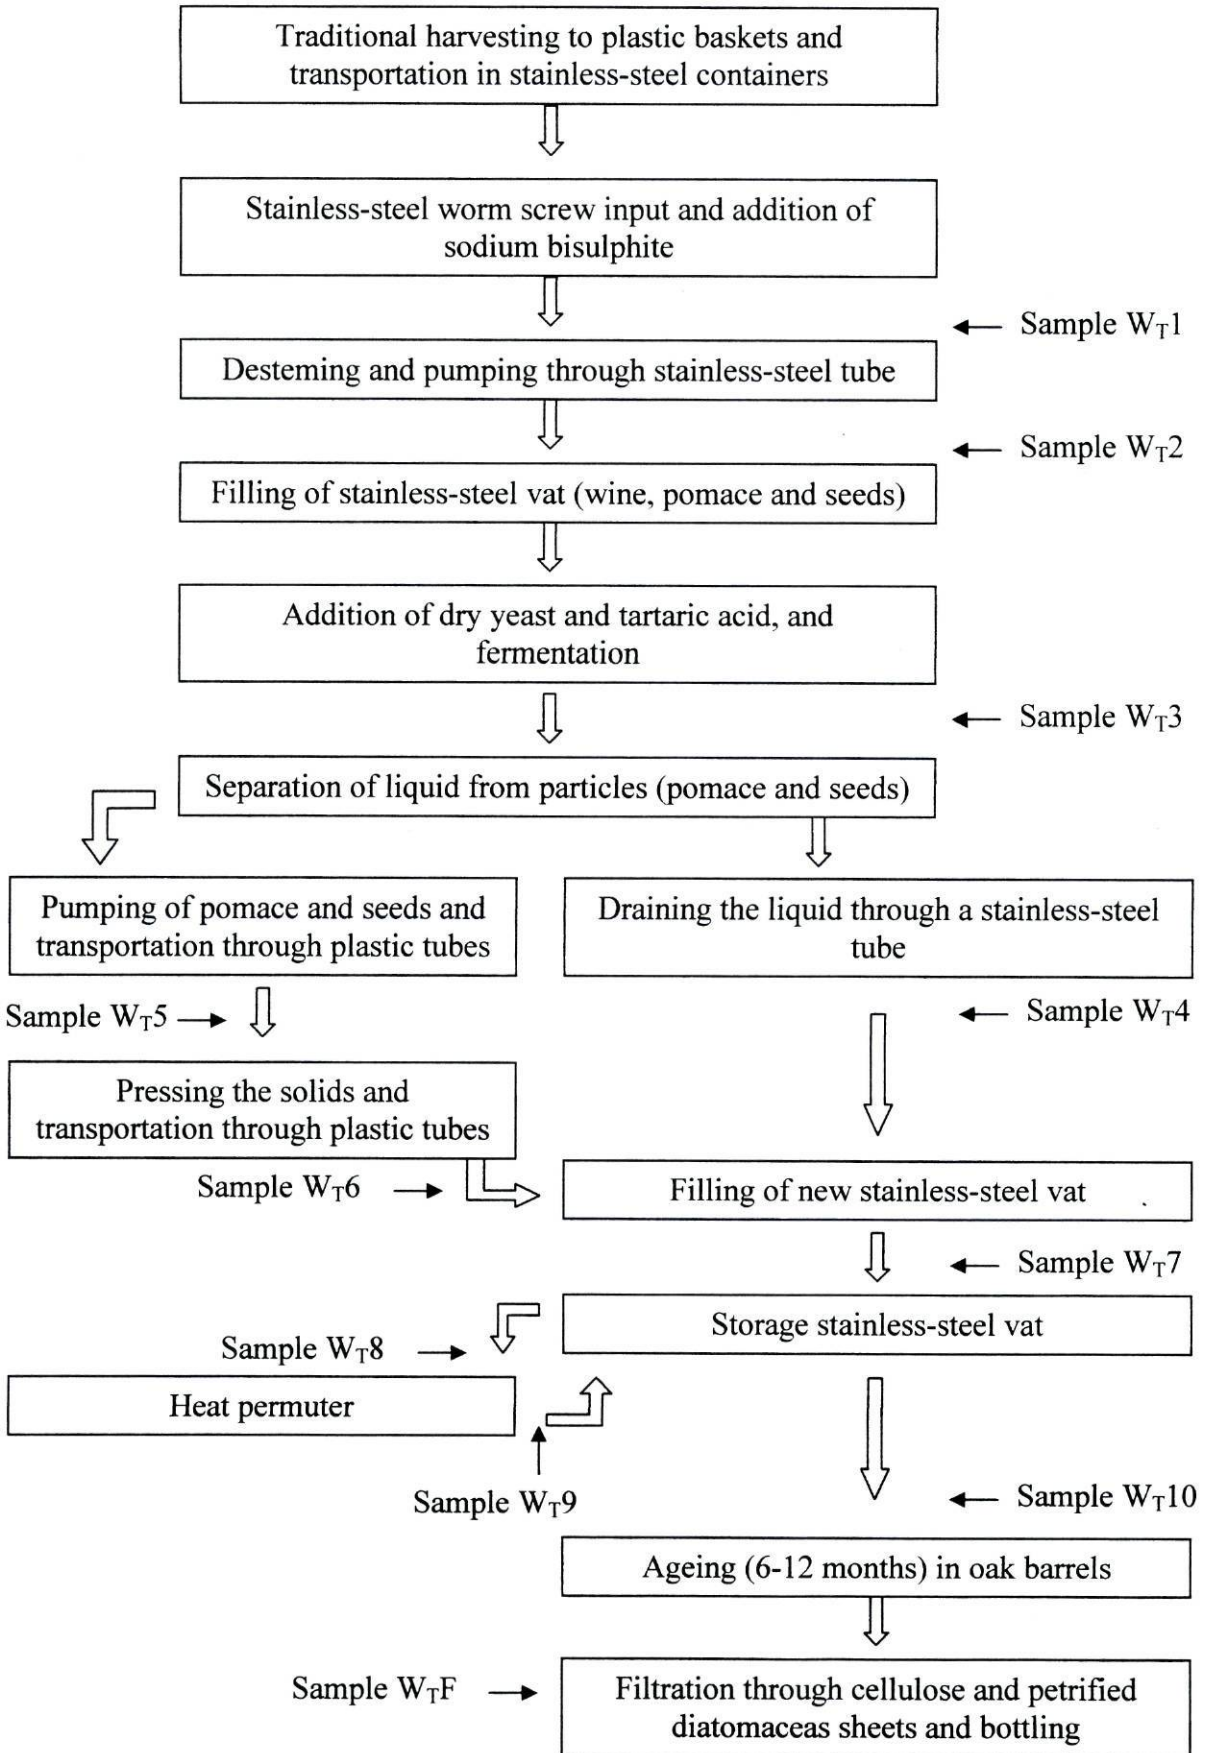 Traditional harvesting to plastic baskets and
transportation in stainless-steel containers
Stainless-steel worm screw input and addition of
sodium bisulphite
Sample WT1
Desteming and pumping through stainless-steel tube
Sample WT2
Filling of stainless-steel vat (wine, pomace and seeds)
Addition of dry yeast and tartaric acid, and
fermentation
Sample WT3
Separation of liquid from particles (pomace and seeds)
Pumping of pomace and seeds and
transportation through plastic tubes
Draining the liquid through a stainless-steel
tube
Sample WT5
Sample WT4
Pressing the solids and
transportation through plastic tubes
Sample WT6
Filling of new stainless-steel vat
Sample WT7
Storage stainless-steel vat
Sample WT8
Heat permuter
Sample WT9
Sample WT10
Ageing (6-12 months) in oak barrels
Sample WTF
Filtration through cellulose and petrified
diatomaceas sheets and bottling